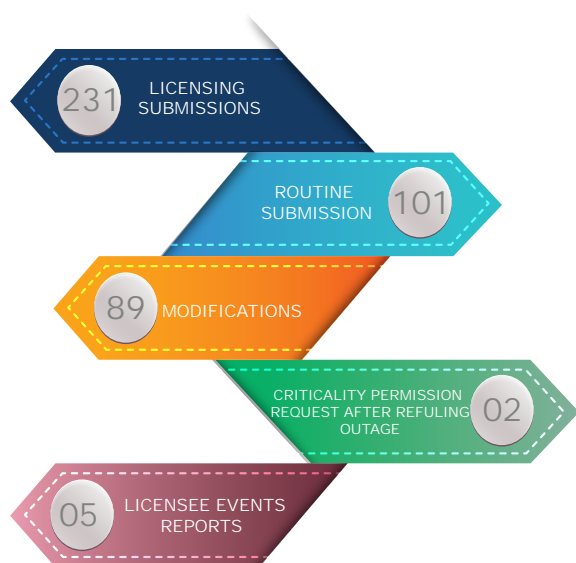 231
LICENSING
SUBMISSIONS
ROUTINE
SUBMISSION
101
89
MODIFICATIONS
CRITICALITY PERMISSION
REQUEST AFTER REFULING
OUTAGE
02
05
LICENSEE EVENTS
REPORTS